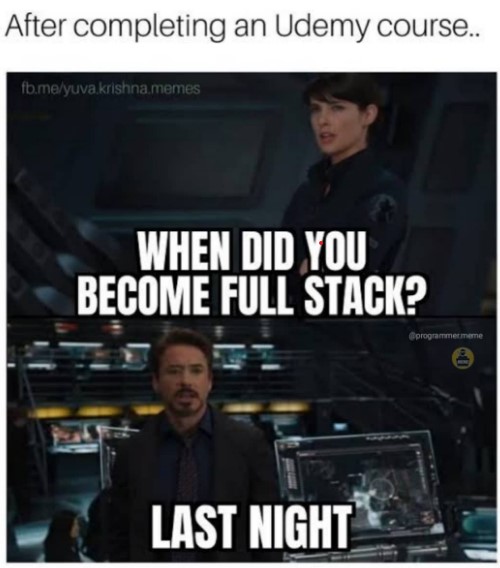 After completing an Udemy course..
fb.me/yuva.krishna.memes
WHEN DID YOU
BECOME FULL STACK?
@programmer.meme
LAST NIGHT